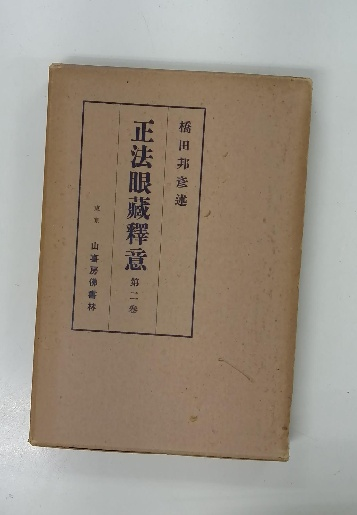 橋田邦彦述
正法眼藏釋意 第二卷
東京 山喜房佛書林